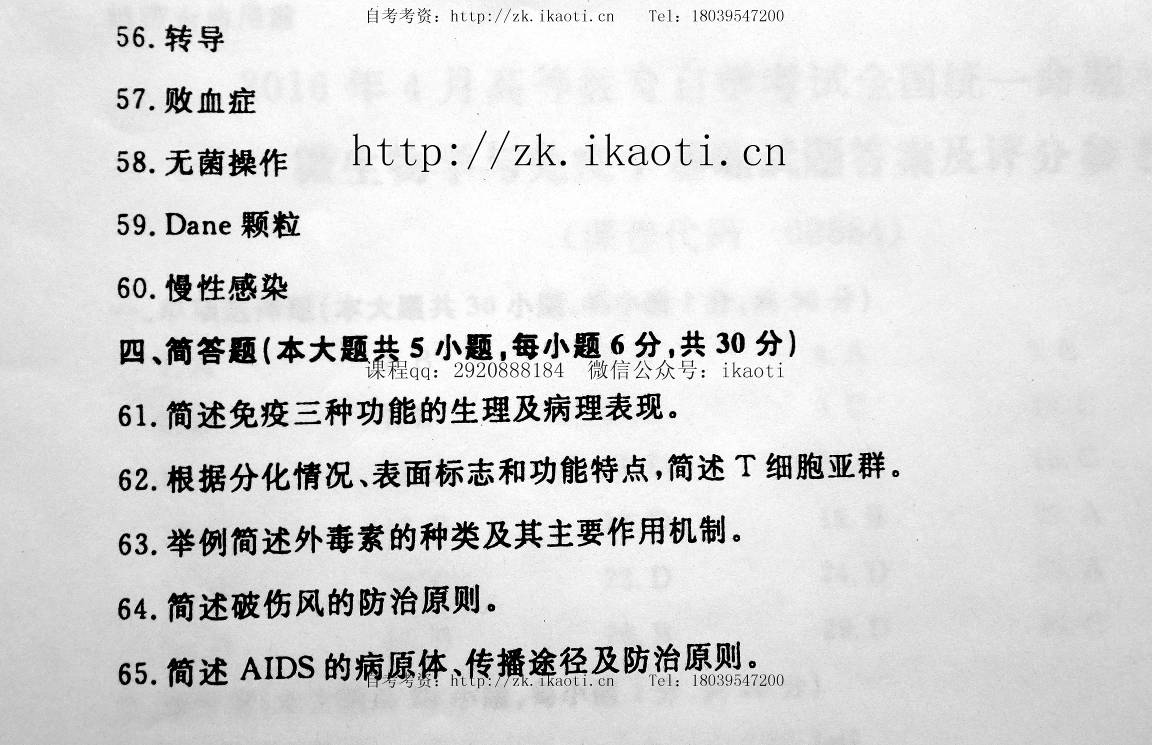 自考考资：http://zk.ikaoti.cn Tel：18039547200
56. 转导
57. 败血症
58. 无菌操作
http://zk.ikaoti.cn
59. Dane 颗粒
60. 慢性感染
四、简答题(本大题共 5 小题,每小题 6 分,共 30 分)
课程qq：2920888184 微信公众号：ikaoti
61. 简述免疫三种功能的生理及病理表现。
62. 根据分化情况、表面标志和功能特点,简述 T 细胞亚群。
63. 举例简述外毒素的种类及其主要作用机制。
64. 简述破伤风的防治原则。
65. 简述 AIDS 的病原体、传播途径及防治原则。
自考考资：http://zk.ikaoti.cn Tel：18039547200